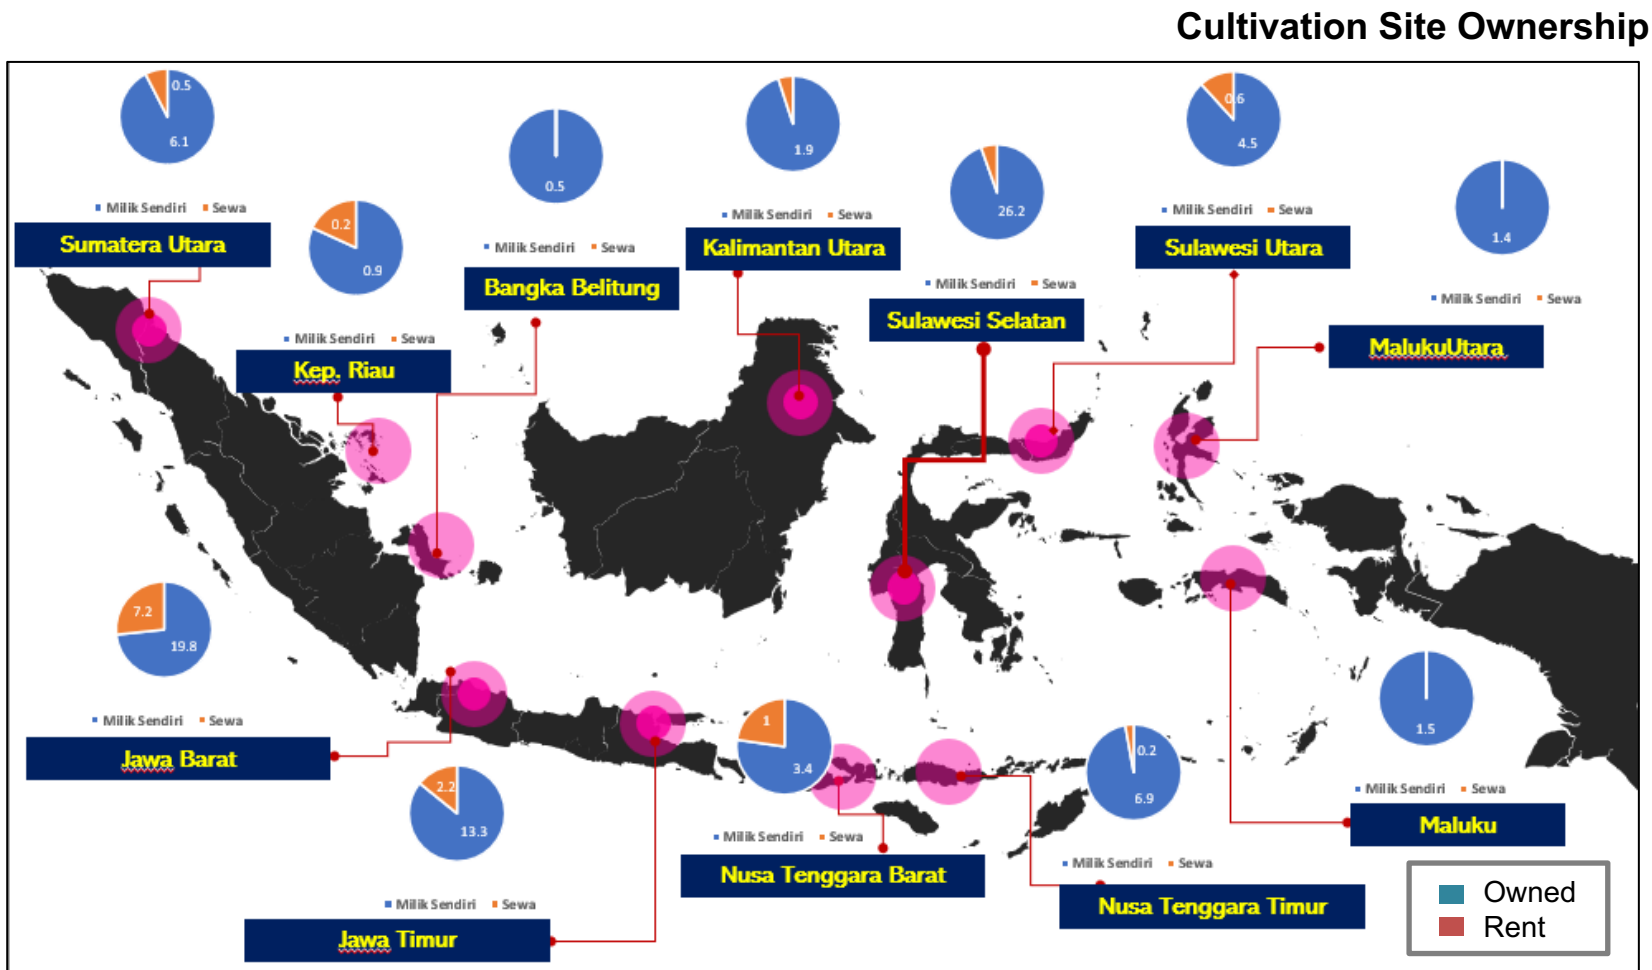 Cultivation Site Ownership
0.5
6.1
Milik Sendiri Sewa
Sumatera Utara
0.2
0.9
Milik Sendiri Sewa
Kep. Riau
0.5
Milik Sendiri Sewa
Bangka Belitung
1.9
Milik Sendiri Sewa
Kalimantan Utara
26.2
Milik Sendiri Sewa
Sulawesi Selatan
0.6
4.5
Milik Sendiri Sewa
Sulawesi Utara
1.4
Milik Sendiri Sewa
MalukuUtara
7.2
19.8
Milik Sendiri Sewa
Jawa Barat
2.2
13.3
Milik Sendiri Sewa
Jawa Timur
1
3.4
Milik Sendiri Sewa
Nusa Tenggara Barat
0.2
6.9
Milik Sendiri Sewa
Nusa Tenggara Timur
1.5
Milik Sendiri Sewa
Maluku
Owned
Rent